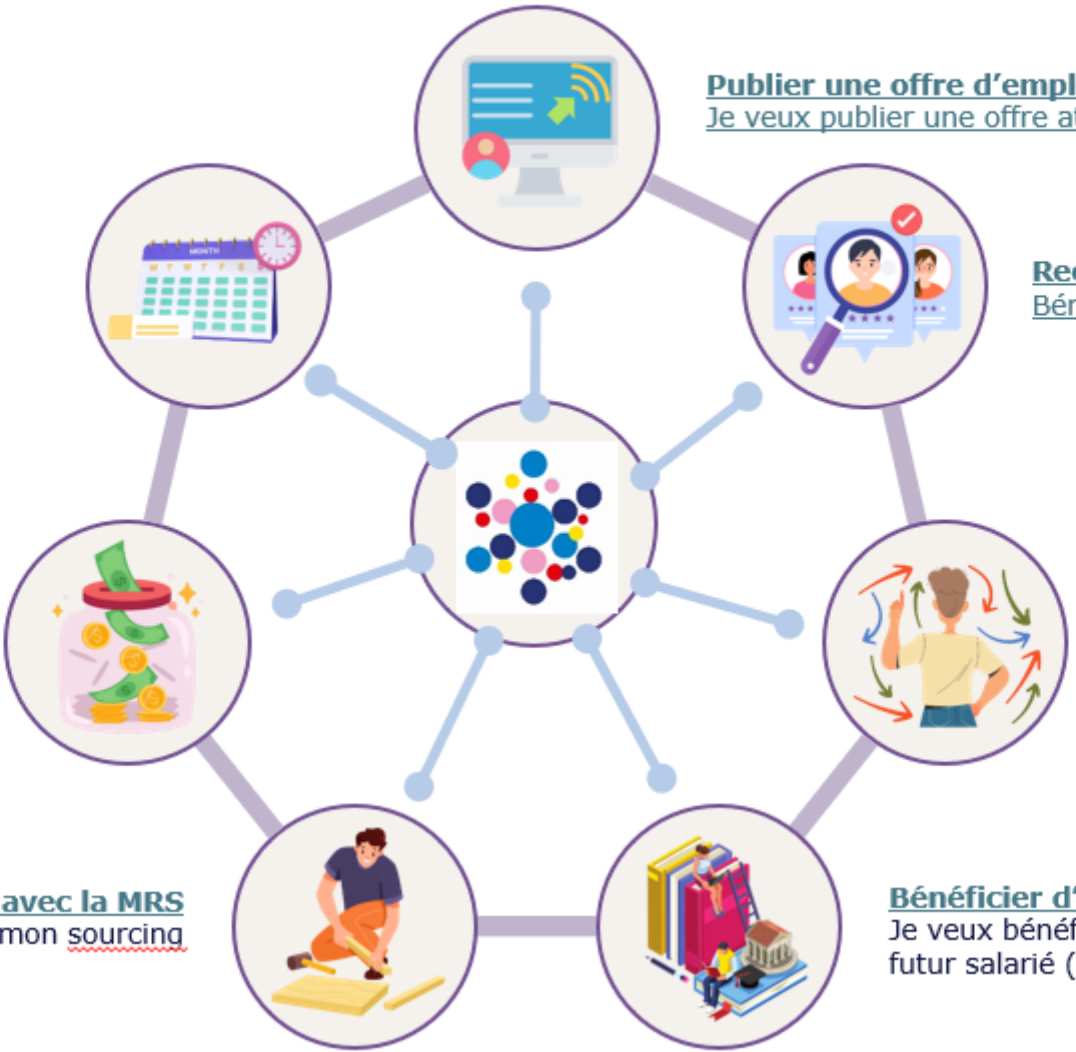 Publier une offre d'empl
Je veux publier une offre at
Rec
Bén
MONTH
M T W T F S
avec la MRS
mon sourcing
Bénéficier d'
Je veux bénéf
futur salarié (